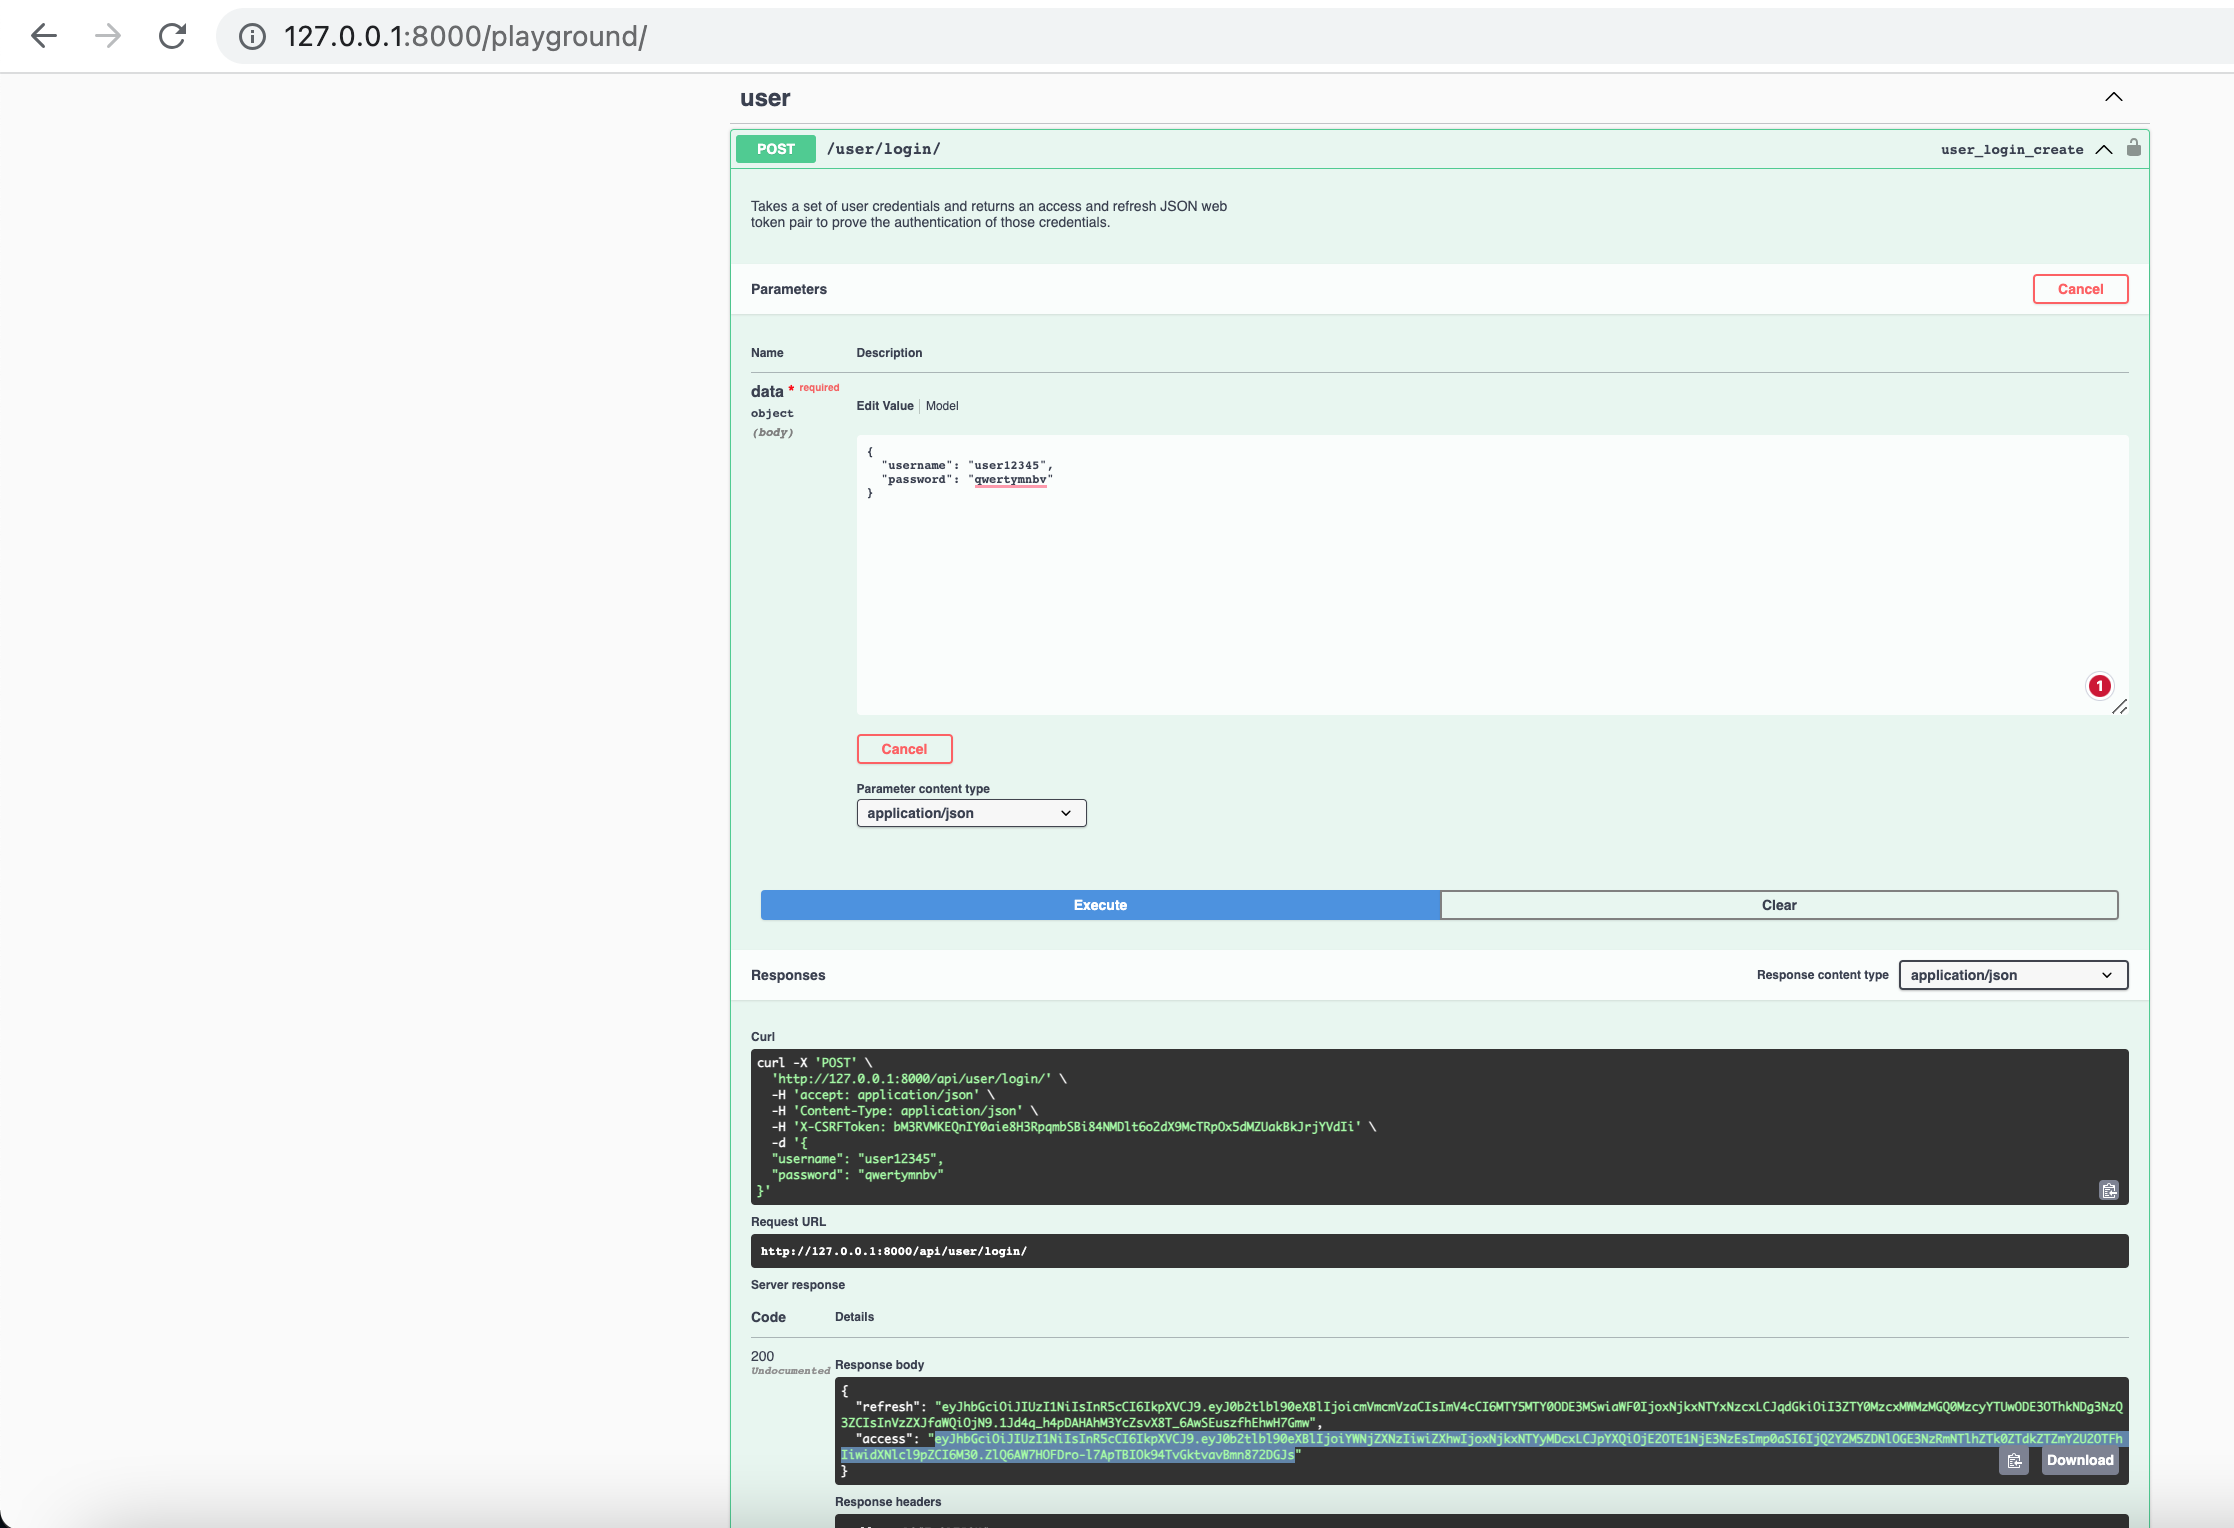 127.0.0.1:8000/playground/
user
POST /user/login/ user_login_create
Takes a set of user credentials and returns an access and refresh JSON web
token pair to prove the authentication of those credentials.
Parameters Cancel
Name Description
data * required
object
(body)
Edit Value Model
{
"username": "user12345",
"password": "qwertymnbv"
}
1
Cancel
Parameter content type
application/json
Execute Clear
Responses Response content type application/json
Curl
curl -X 'POST' \
'http://127.0.0.1:8000/api/user/login/' \
-H 'accept: application/json' \
-H 'Content-Type: application/json' \
-H 'X-CSRFToken: bM3RVMKEQnIY0aie8H3RpqmbSBi84NMDlt6o2dX9McTRpOx5dMZUakBkJrjYVdIi' \
-d '{
"username": "user12345",
"password": "qwertymnbv"
}'
Request URL
http://127.0.0.1:8000/api/user/login/
Server response
Code Details
200
Undocumented
Response body
{
"refresh": "eyJhbGciOiJIUzI1NiIsInR5cCI6IkpXVCJ9.eyJ0b2tlbl90eXBlIjoicmVmcmVzaCIsImV4cCI6MTY5MTY0ODE3MSwiaWF0IjoxNjkxNTYxNzcxLCJqdGkiOiI3ZTY0MzcxMWMzMGQ0MzcyYTUwODE3OThkNDg3NzQ
3ZCIsInVzZXJfaWQiOjN9.1Jd4q_h4pDAHAhM3YcZsvX8T_6AwSEuszfhEhwH7Gmw",
"access": "eyJhbGciOiJIUzI1NiIsInR5cCI6IkpXVCJ9.eyJ0b2tlbl90eXBlIjoiYWNjZXNzIiwiZXhwIjoxNjkxNTYyMDcxLCJpYXQiOjE2OTE1NjE3NzEsImp0aSI6IjQ2Y2M5ZDNlOGE3NzRmNTlhZTk0ZTdkZTZmY2U2OTFh
IiwidXNlcl9pZCI6M30.ZlQ6AW7HOFDro-l7ApTBIOk94TvGktvavBmn872DGJs"
}
Download
Response headers